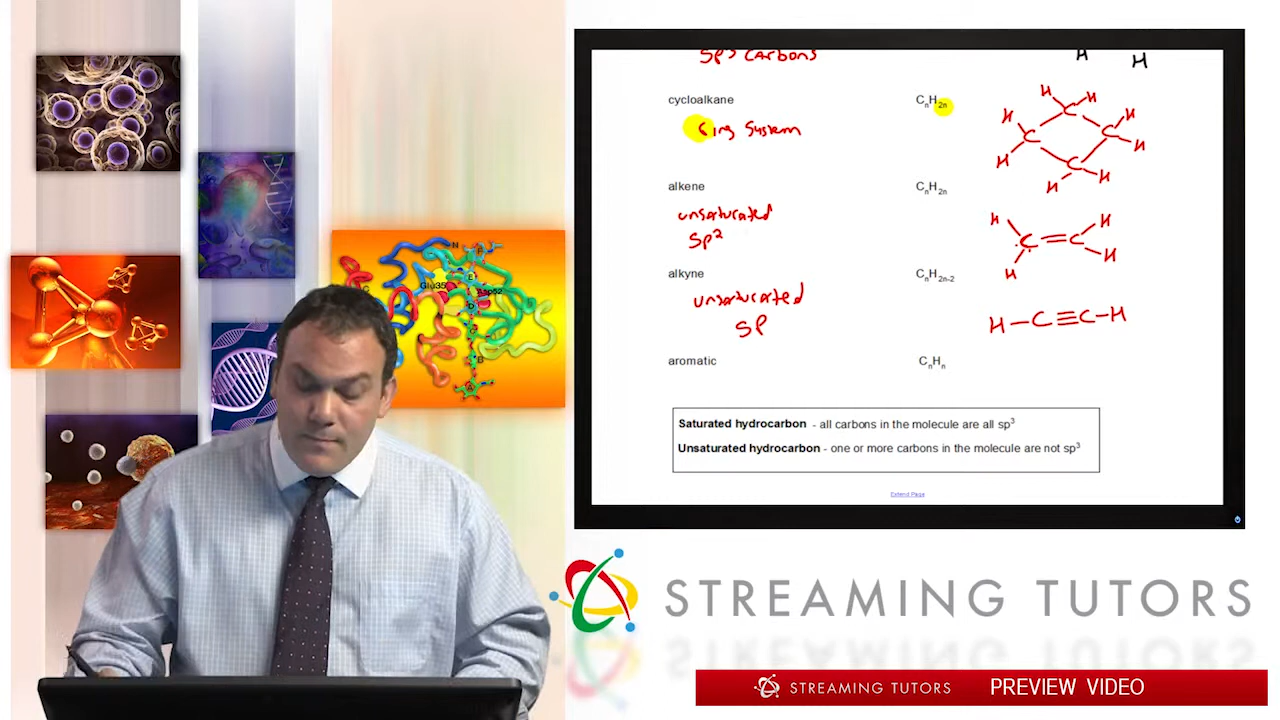 Sp3 Carbons
H H
cycloalkane CnH2n
ring System
H H
H C H
H C C H
H C H
H
alkene CnH2n
unsaturated
Sp²
H H
C=C
H H
alkyne CnH2n-2
unsaturated
SP
H-C≡C-H
aromatic CnHn
Saturated hydrocarbon - all carbons in the molecule are all sp³
Unsaturated hydrocarbon - one or more carbons in the molecule are not sp³
Extend Page
N
F
C
Glu35
E
Asp52
D
C
B
A
STREAMING TUTORS
STREAMING TUTORS PREVIEW VIDEO